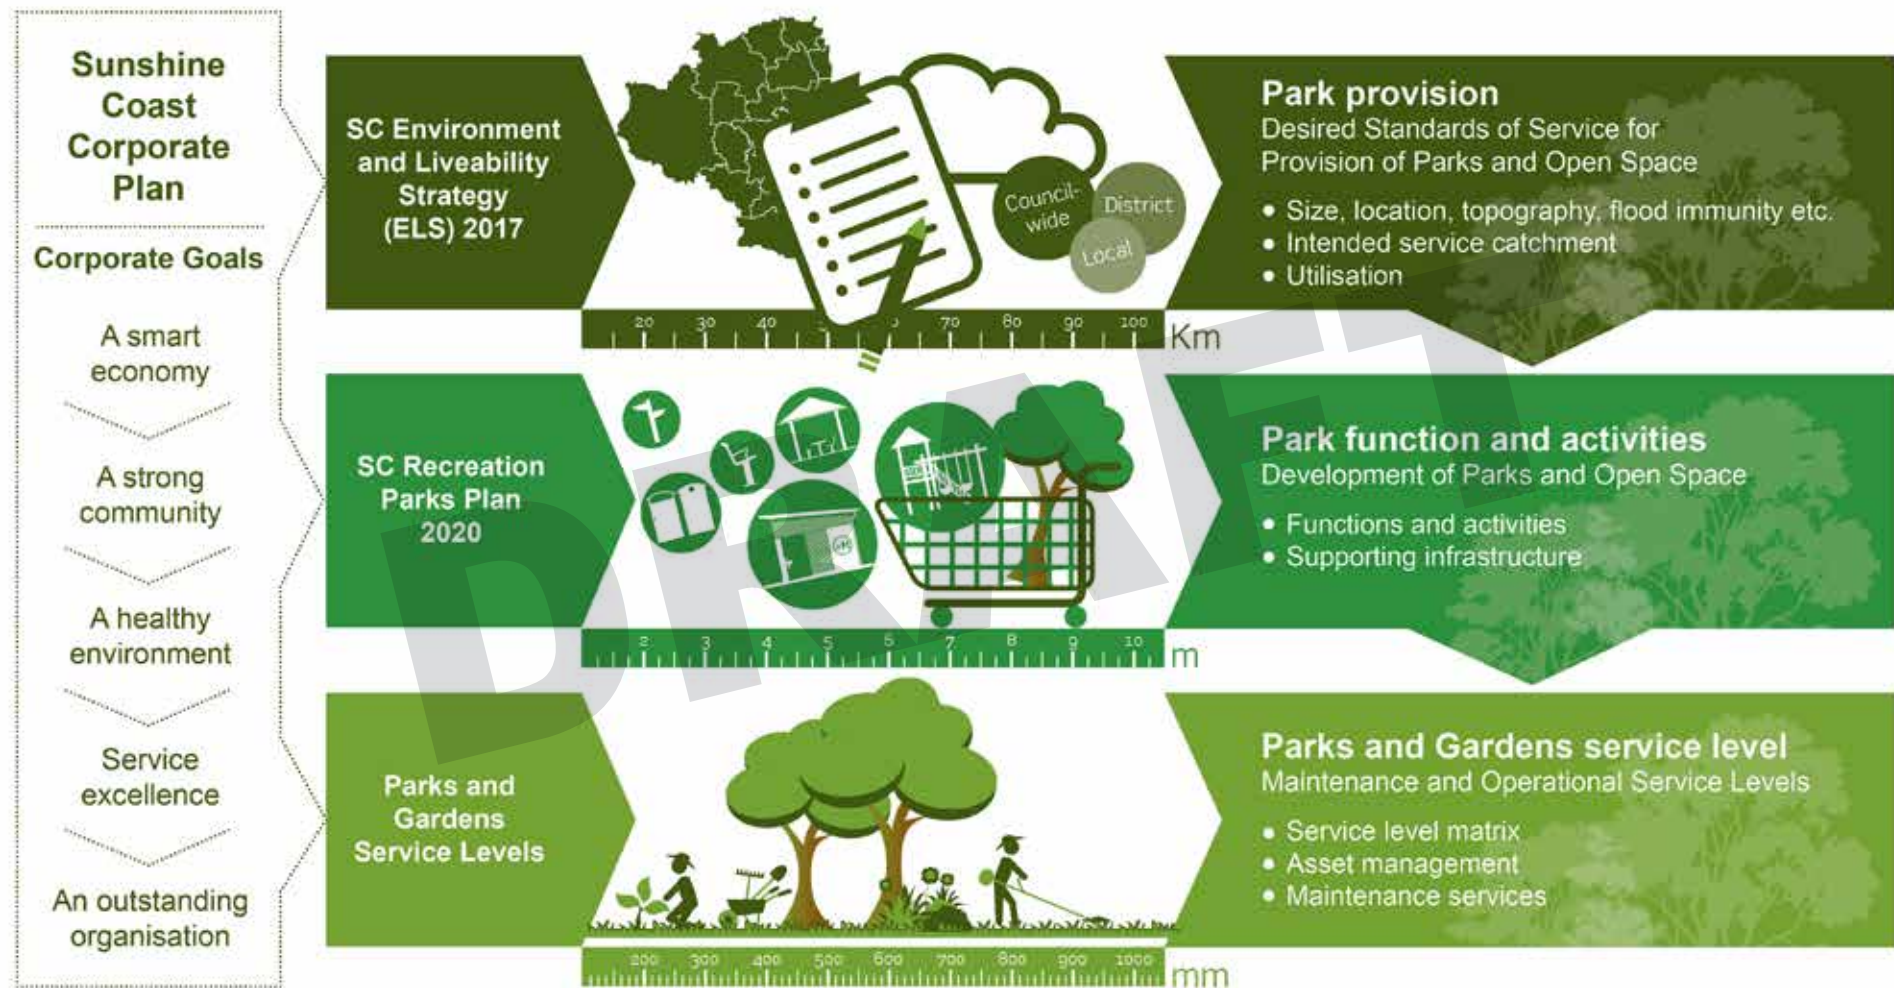 Sunshine
Coast
Corporate
Plan
Corporate Goals
A smart
economy
A strong
community
A healthy
environment
Service
excellence
An outstanding
organisation
SC Environment
and Liveability
Strategy
(ELS) 2017
Council-
wide
District
Local
20 30 40 70 80 90 100 Km
Park provision
Desired Standards of Service for
Provision of Parks and Open Space
• Size, location, topography, flood immunity etc.
• Intended service catchment
• Utilisation
SC Recreation
Parks Plan
2020
2 3 4 5 6 7 8 9 10 m
Park function and activities
Development of Parks and Open Space
• Functions and activities
• Supporting infrastructure
Parks and
Gardens
Service Levels
200 300 400 500 600 700 800 900 1000 mm
Parks and Gardens service level
Maintenance and Operational Service Levels
• Service level matrix
• Asset management
• Maintenance services
DRAFT